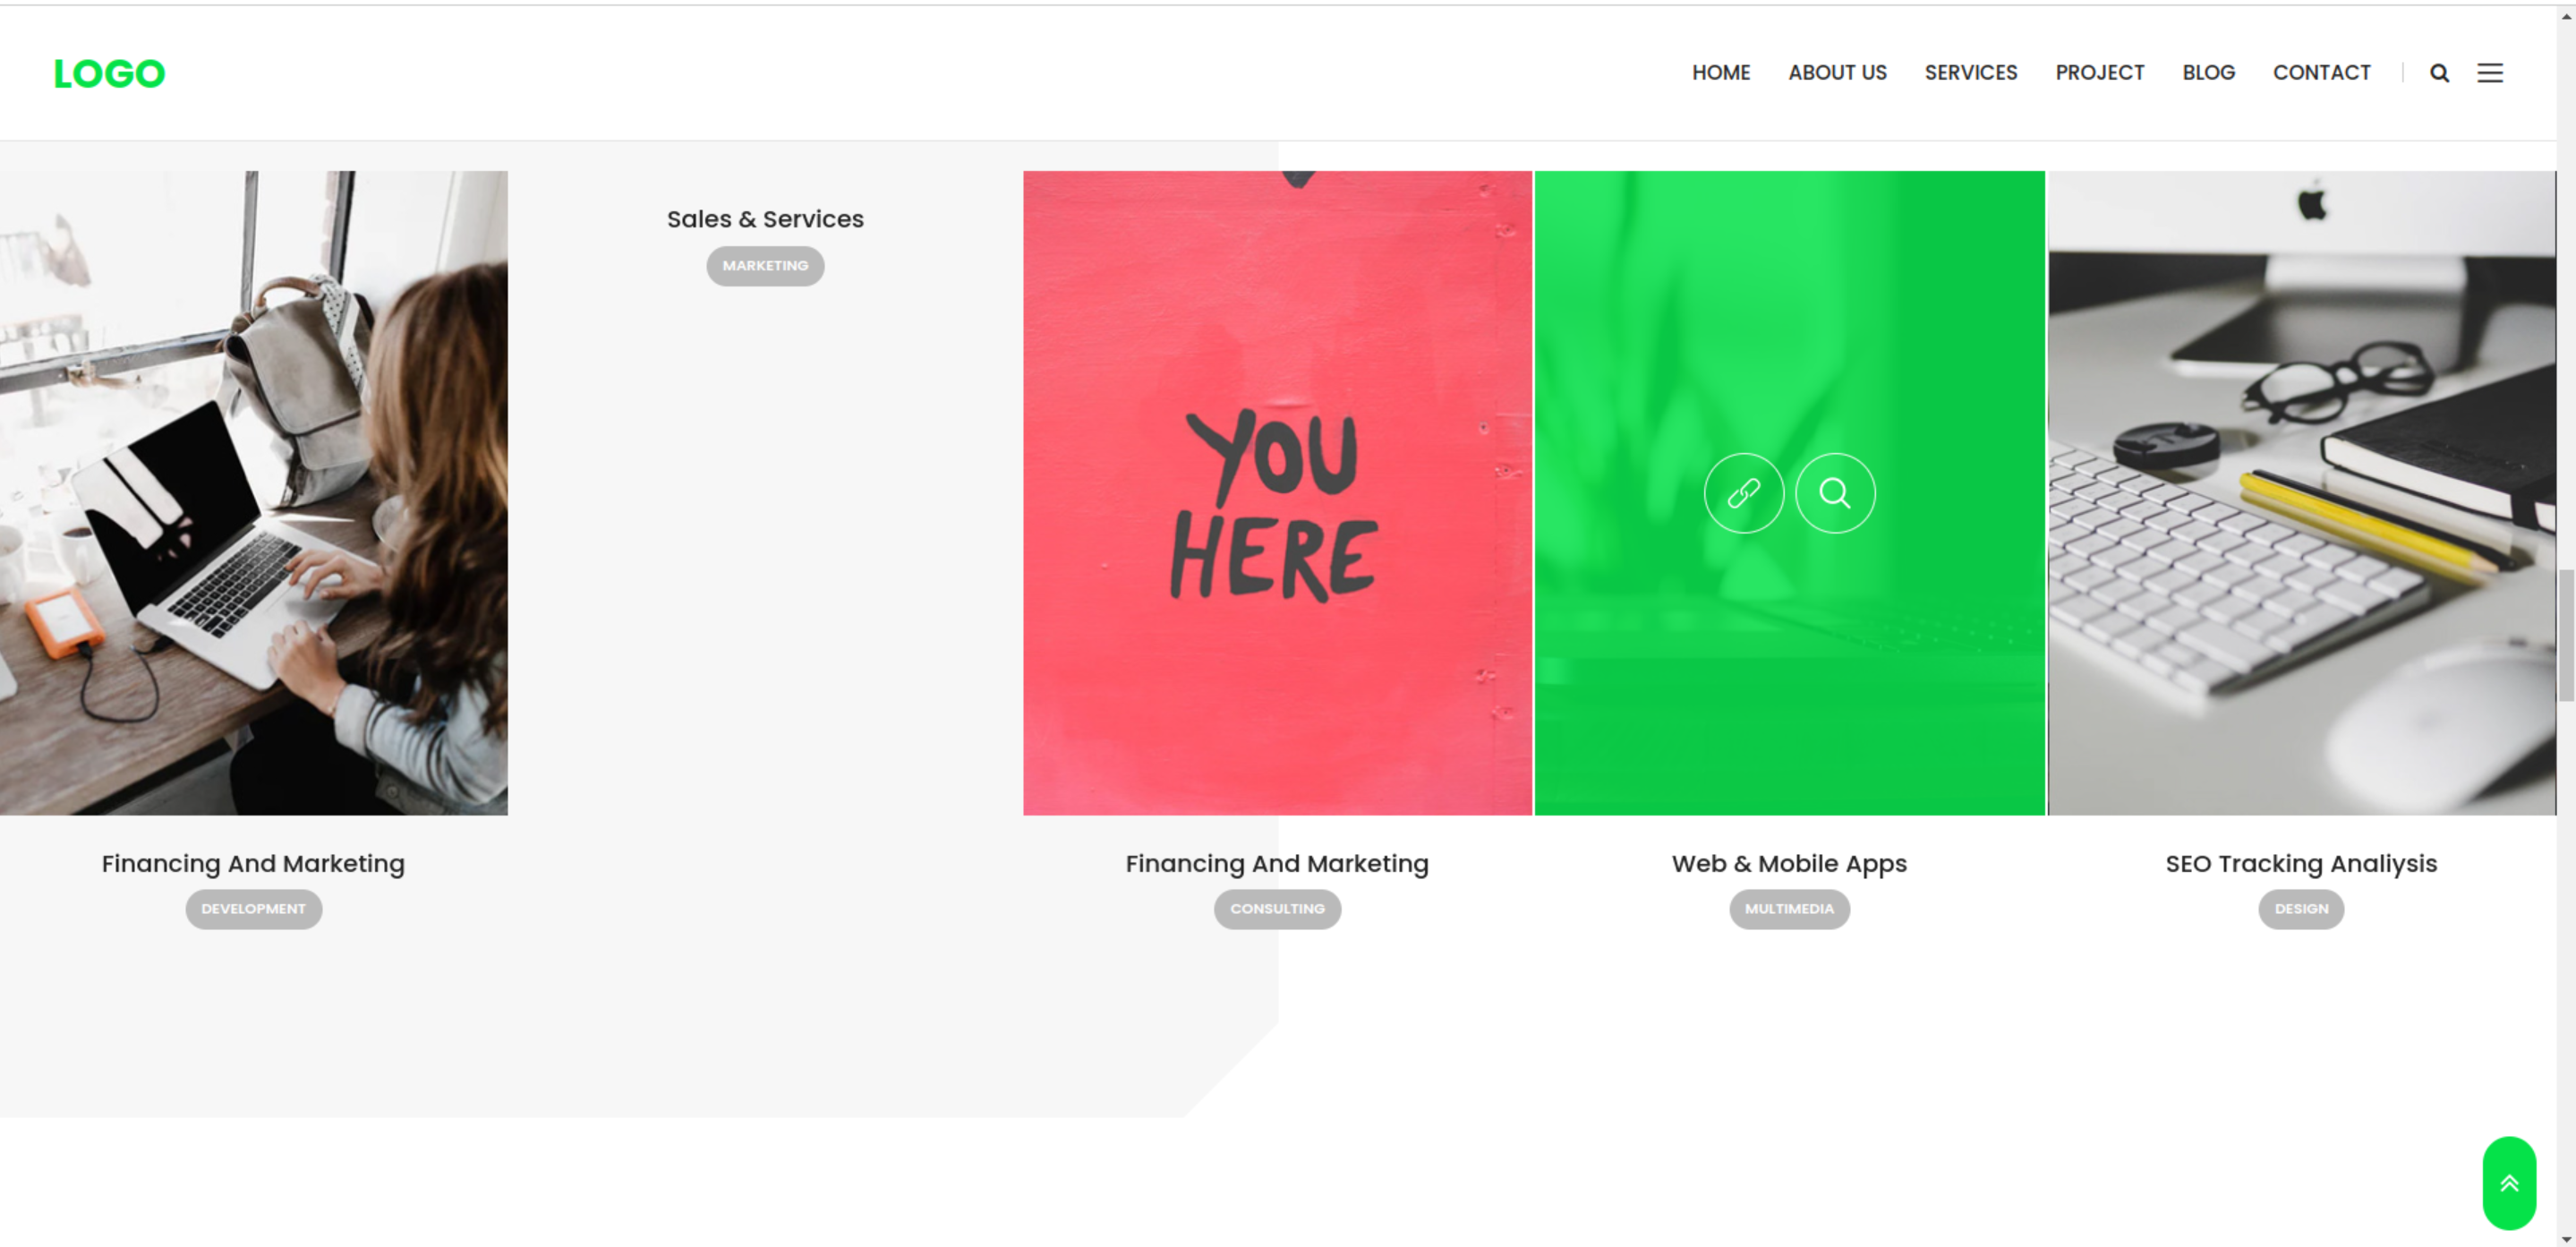 LOGO
HOME ABOUT US SERVICES PROJECT BLOG CONTACT
Sales & Services
MARKETING
YOU
HERE
Financing And Marketing
DEVELOPMENT
Financing And Marketing
CONSULTING
Web & Mobile Apps
MULTIMEDIA
SEO Tracking Analiysis
DESIGN